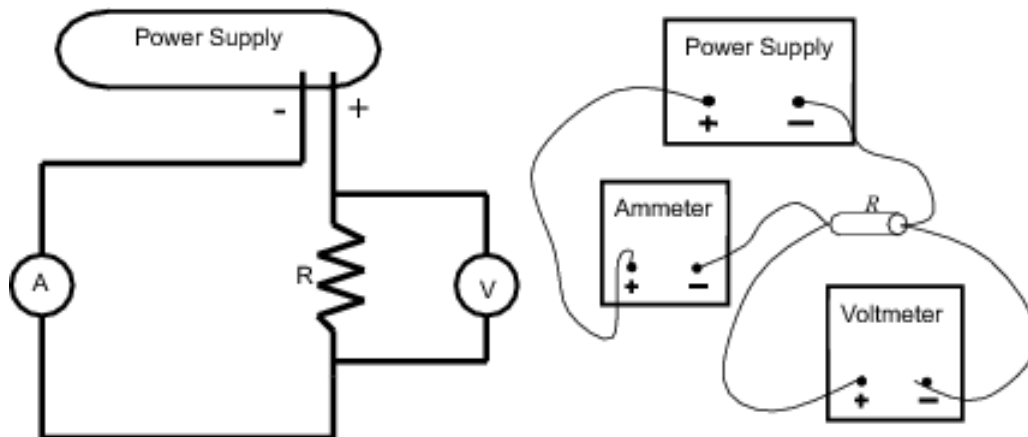 Power Supply
- +
A
R
V
Power Supply
+ −
Ammeter
+ −
R
Voltmeter
+ −